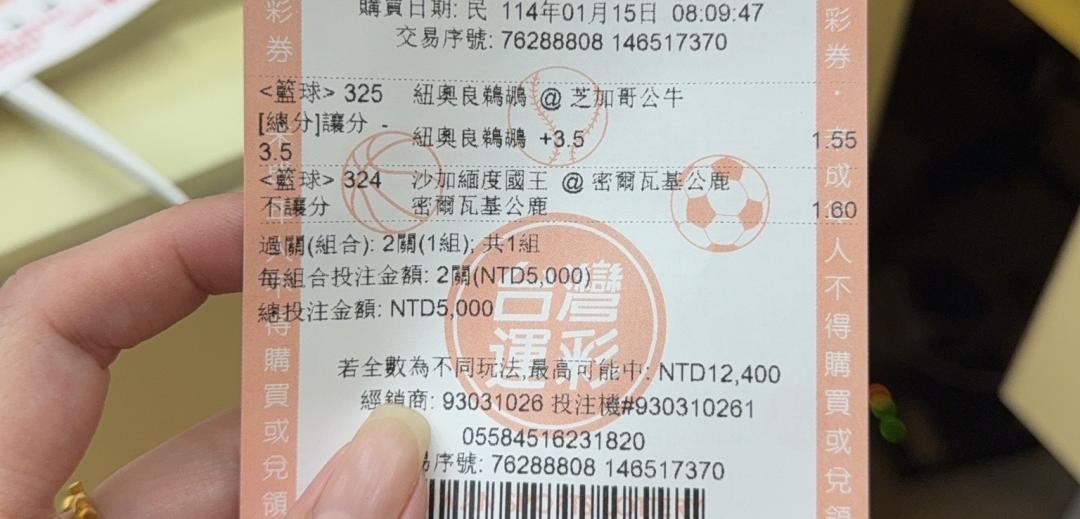 購買日期: 民 114年01月15日 08:09:47
交易序號: 76288808 146517370
<籃球> 325 紐奧良鵜鶘 @ 芝加哥公牛
[總分]讓分 - 紐奧良鵜鶘 +3.5 1.55
3.5
<籃球> 324 沙加緬度國王 @ 密爾瓦基公鹿
不讓分 密爾瓦基公鹿 1.60
過關(組合): 2關(1組); 共1組
每組合投注金額: 2關(NTD5,000)
總投注金額: NTD5,000
台灣
運彩
若全數為不同玩法,最高可能中: NTD12,400
經銷商: 93031026 投注機#930310261
05584516231820
易序號: 76288808 146517370
彩券
得購買或兌領
彩券·未成年人不得購買或兌領